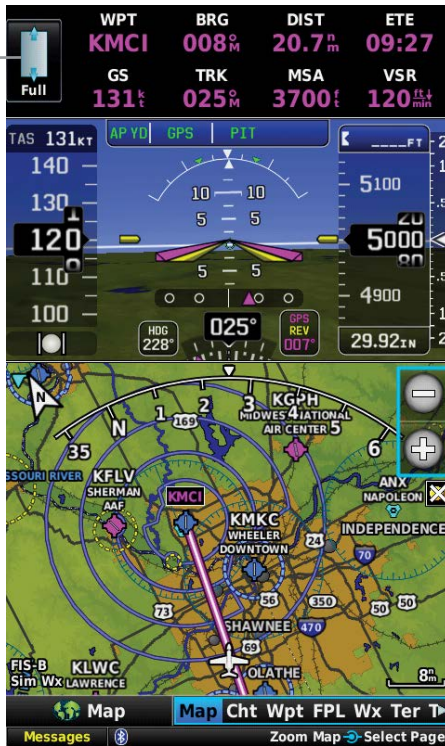 WPT BRG DIST ETE
KMCI 008°M 20.7nm 09:27
Full
GS TRK MSA VSR
131kt 025°M 3700ft 120ft/min
TAS 131KT
AP YD GPS PIT
____FT
140
130
120
110
100
10 10
5 5
5 5
5100
5000
20
80
4900
025°
HDG
228°
GPS
REV
007°
29.92IN
35 N 1 2 3 4 5 6
169
KGPH
AIR CENTER
N
SSOURI RIVER
KFLV
SHERMAN
AAF
KMCI
KMKC
WHEELER
DOWNTOWN
ANX
NAPOLEON
INDEPENDENCE
24
70
73
56
350
50
50
SHAWNEE
470
69
OLATHE
FIS-B
Sim Wx
KLWC
LAWRENCE
8nm
Map
Map Cht Wpt FPL Wx Ter T
Messages
Zoom Map Select Page